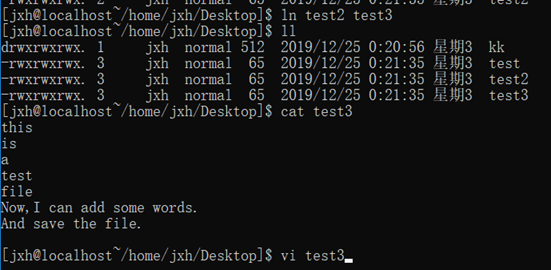 -rwxrwxrwx. 2 jxh normal 65 2019/12/25 0:21:35 星期3 test2
[jxh@localhost~/home/jxh/Desktop]$ ln test2 test3
[jxh@localhost~/home/jxh/Desktop]$ ll
drwxrwxrwx. 1 jxh normal 512 2019/12/25 0:20:56 星期3 kk
-rwxrwxrwx. 3 jxh normal 65 2019/12/25 0:21:35 星期3 test
-rwxrwxrwx. 3 jxh normal 65 2019/12/25 0:21:35 星期3 test2
-rwxrwxrwx. 3 jxh normal 65 2019/12/25 0:21:35 星期3 test3
[jxh@localhost~/home/jxh/Desktop]$ cat test3
this
is
a
test
file
Now,I can add some words.
And save the file.
[jxh@localhost~/home/jxh/Desktop]$ vi test3